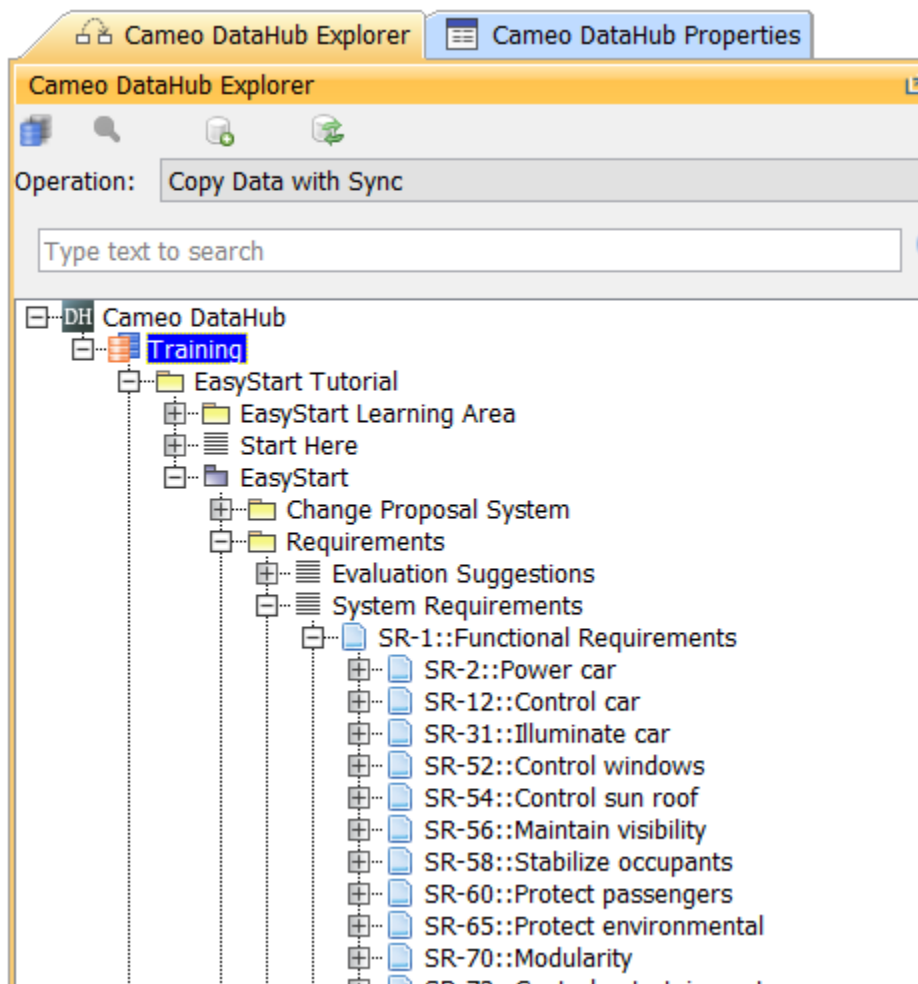 Cameo DataHub Explorer Cameo DataHub Properties
Cameo DataHub Explorer
Operation: Copy Data with Sync
Type text to search
DH Cameo DataHub
Training
EasyStart Tutorial
EasyStart Learning Area
Start Here
EasyStart
Change Proposal System
Requirements
Evaluation Suggestions
System Requirements
SR-1::Functional Requirements
SR-2::Power car
SR-12::Control car
SR-31::Illuminate car
SR-52::Control windows
SR-54::Control sun roof
SR-56::Maintain visibility
SR-58::Stabilize occupants
SR-60::Protect passengers
SR-65::Protect environmental
SR-70::Modularity